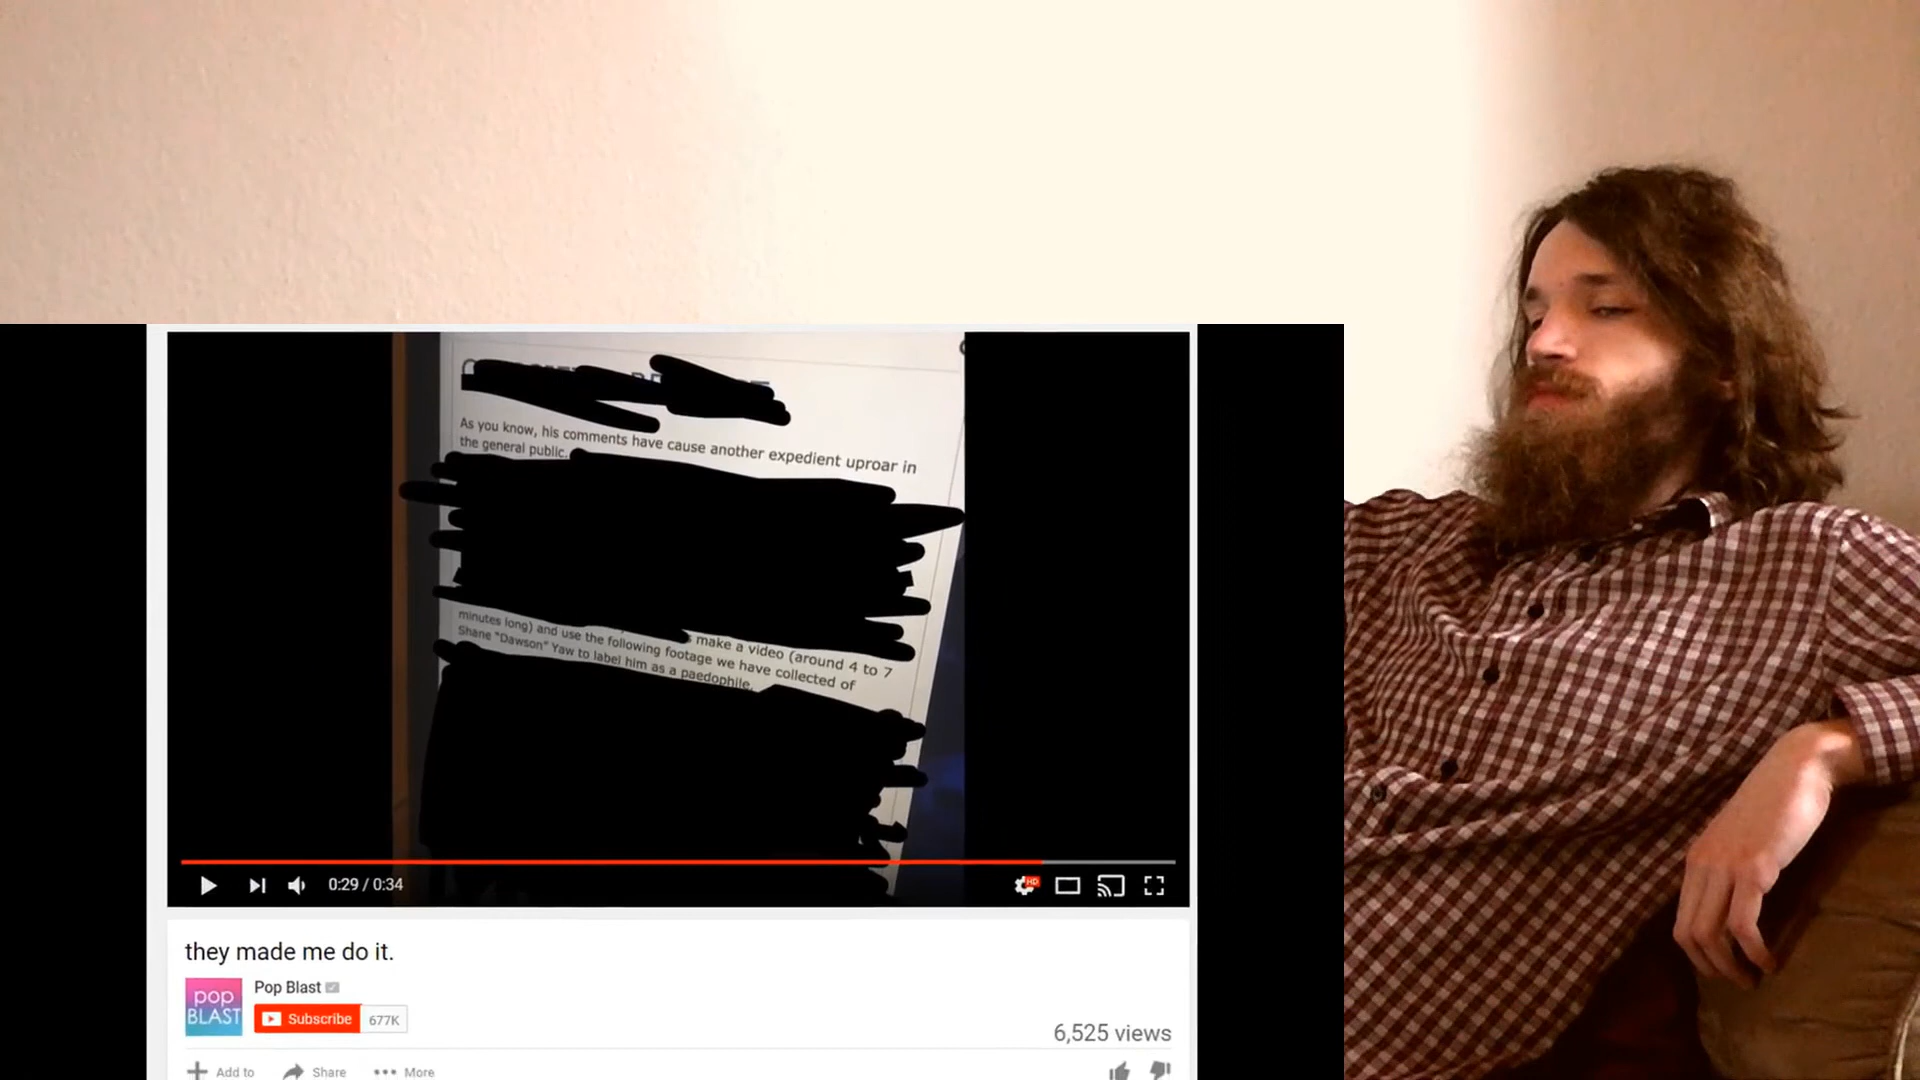 As you know, his comments have cause another expedient uproar in
the general public.
make a video (around 4 to 7
minutes long) and use the following footage we have collected of
Shane "Dawson" Yaw to label him as a paedophile.
0:29 / 0:34
HD
they made me do it.
pop
BLAST
Pop Blast
Subscribe
677K
6,525 views
Add to
Share
More